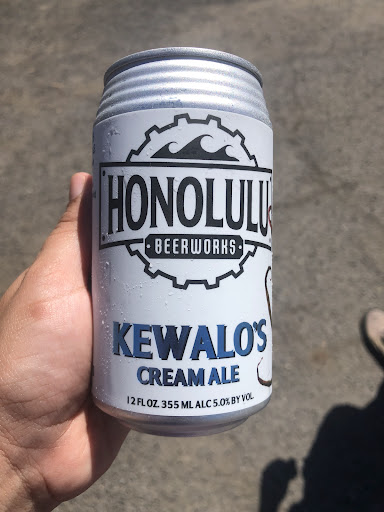 HONOLULU
BEERWORKS
KEWALO'S
CREAM ALE
12 FL OZ. 355 ML ALC 5.0% BY VOL.